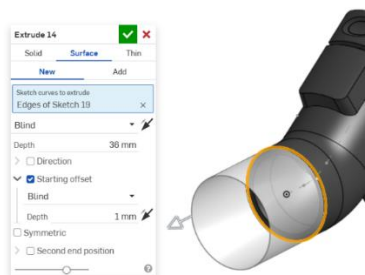 Extrude 14
Solid Surface Thin
New Add
Sketch curves to extrude
Edges of Sketch 19
Blind
Depth 36 mm
Direction
Starting offset
Blind
Depth 1 mm
Symmetric
Second end position